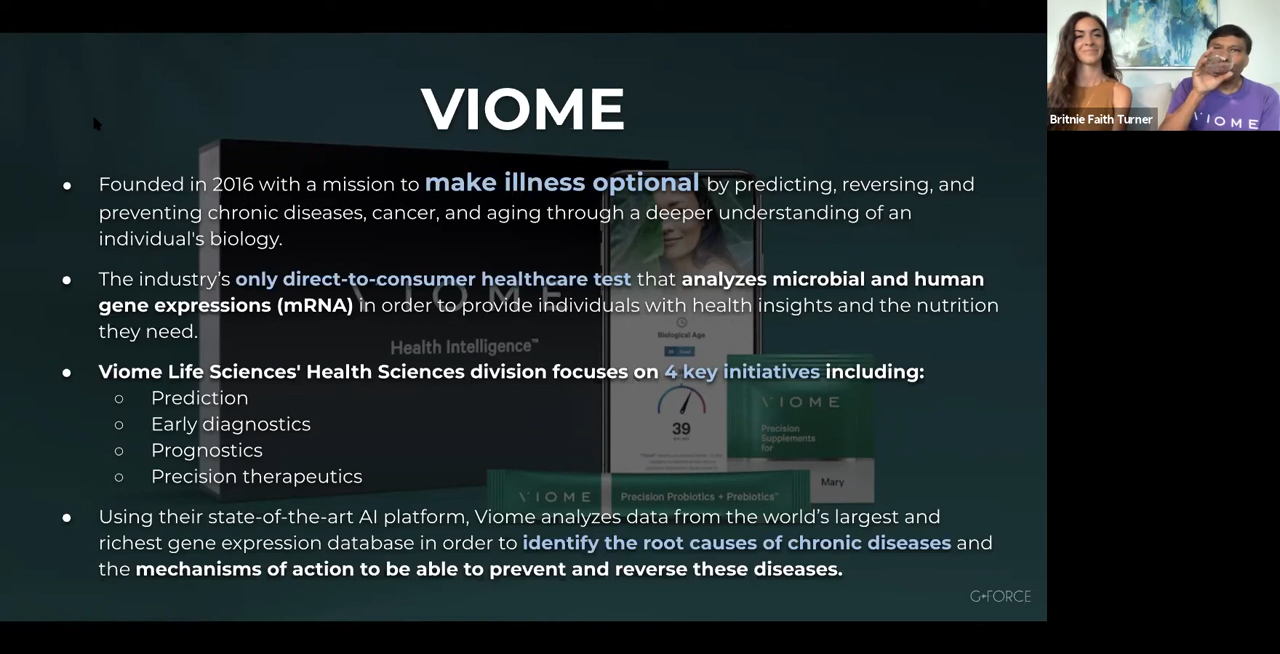 VIOME
● Founded in 2016 with a mission to make illness optional by predicting, reversing, and
preventing chronic diseases, cancer, and aging through a deeper understanding of an
individual's biology.
● The industry's only direct-to-consumer healthcare test that analyzes microbial and human
gene expressions (mRNA) in order to provide individuals with health insights and the nutrition
they need.
● Viome Life Sciences' Health Sciences division focuses on 4 key initiatives including:
○ Prediction
○ Early diagnostics
○ Prognostics
○ Precision therapeutics
● Using their state-of-the-art AI platform, Viome analyzes data from the world's largest and
richest gene expression database in order to identify the root causes of chronic diseases and
the mechanisms of action to be able to prevent and reverse these diseases.
VIOME
Health Intelligence™
Biological Age
39
VIOME
Precision
Supplements
for
Mary
VIOME
Precision Probiotics + Prebiotics™
G+FORCE
Britnie Faith Turner
VIOME